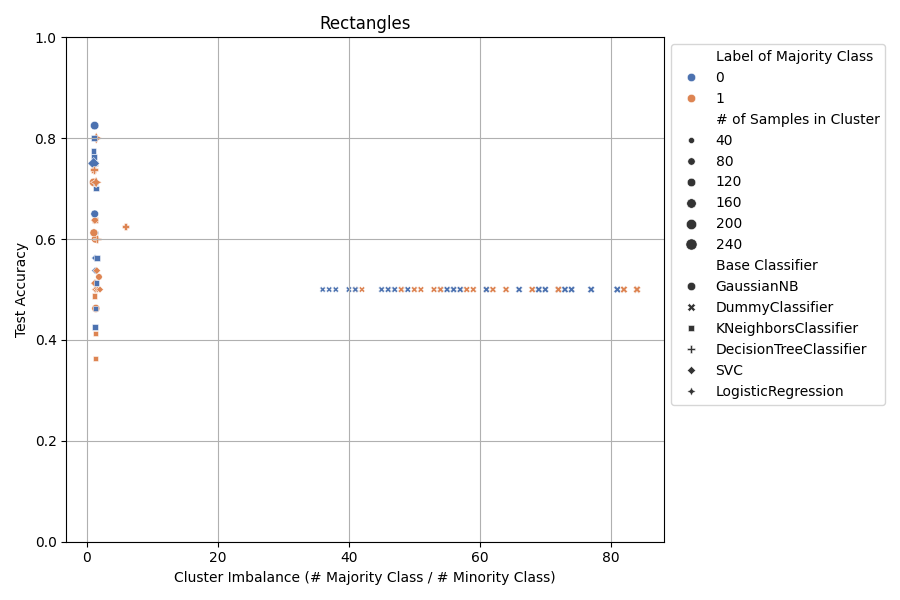 Rectangles
1.0
0.8
0.6
0.4
0.2
0.0
Test Accuracy
0 20 40 60 80
Cluster Imbalance (# Majority Class / # Minority Class)
Label of Majority Class
0
1
# of Samples in Cluster
40
80
120
160
200
240
Base Classifier
GaussianNB
DummyClassifier
KNeighborsClassifier
DecisionTreeClassifier
SVC
LogisticRegression